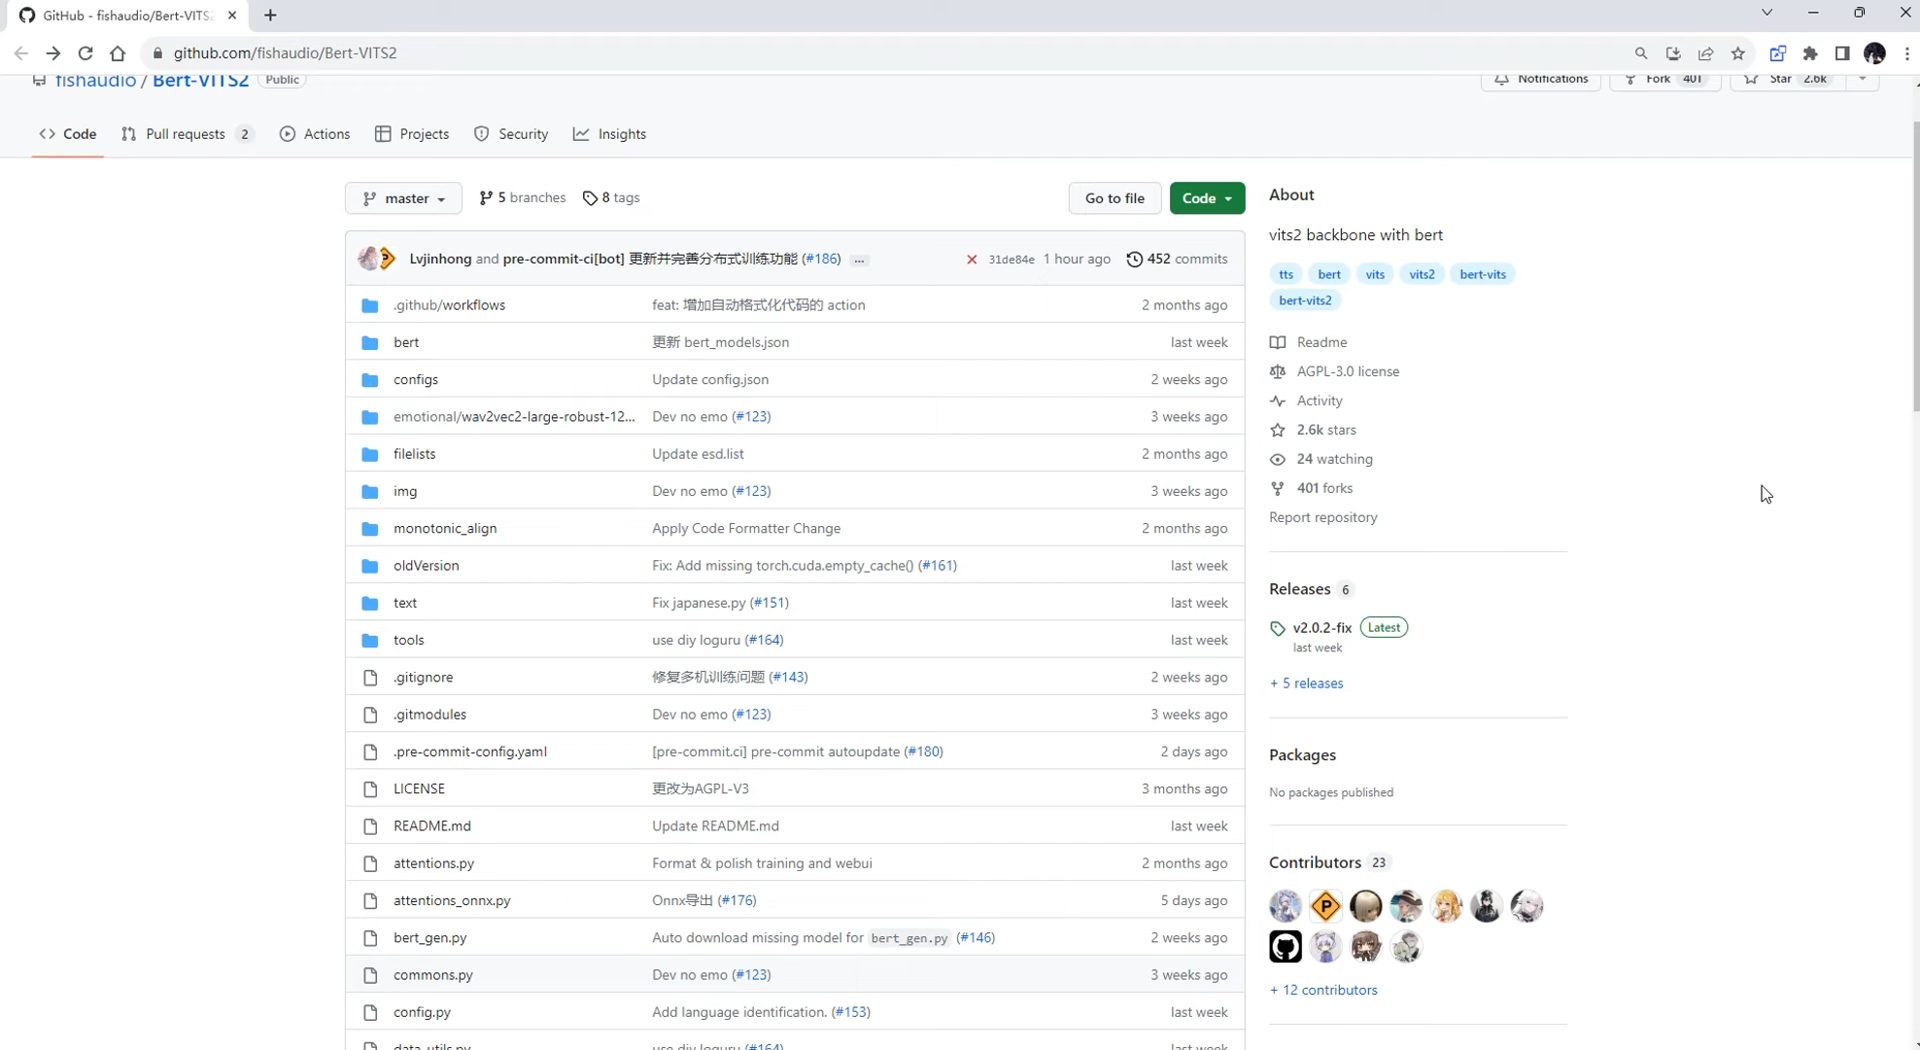 GitHub - fishaudio/Bert-VITS2
github.com/fishaudio/Bert-VITS2
fishaudio / Bert-VITS2 Public
Notifications Fork 401 Star 2.6k
Code Pull requests 2 Actions Projects Security Insights
master 5 branches 8 tags Go to file Code
Lvjinhong and pre-commit-ci[bot] 更新并完善分布式训练功能 (#186) ... 31de84e 1 hour ago 452 commits
.github/workflows feat: 增加自动格式化代码的 action 2 months ago
bert 更新 bert_models.json last week
configs Update config.json 2 weeks ago
emotional/wav2vec2-large-robust-12... Dev no emo (#123) 3 weeks ago
filelists Update esd.list 2 months ago
img Dev no emo (#123) 3 weeks ago
monotonic_align Apply Code Formatter Change 2 months ago
oldVersion Fix: Add missing torch.cuda.empty_cache() (#161) last week
text Fix japanese.py (#151) last week
tools use diy loguru (#164) last week
.gitignore 修复多机训练问题 (#143) 2 weeks ago
.gitmodules Dev no emo (#123) 3 weeks ago
.pre-commit-config.yaml [pre-commit.ci] pre-commit autoupdate (#180) 2 days ago
LICENSE 更改为AGPL-V3 3 months ago
README.md Update README.md last week
attentions.py Format & polish training and webui 2 months ago
attentions_onnx.py Onnx导出 (#176) 5 days ago
bert_gen.py Auto download missing model for bert_gen.py (#146) 2 weeks ago
commons.py Dev no emo (#123) 3 weeks ago
config.py Add language identification. (#153) last week
data_utils.py use diy loguru (#164) last week
About
vits2 backbone with bert
tts bert vits vits2 bert-vits
bert-vits2
Readme
AGPL-3.0 license
Activity
2.6k stars
24 watching
401 forks
Report repository
Releases 6
v2.0.2-fix Latest
last week
+ 5 releases
Packages
No packages published
Contributors 23
P
+ 12 contributors